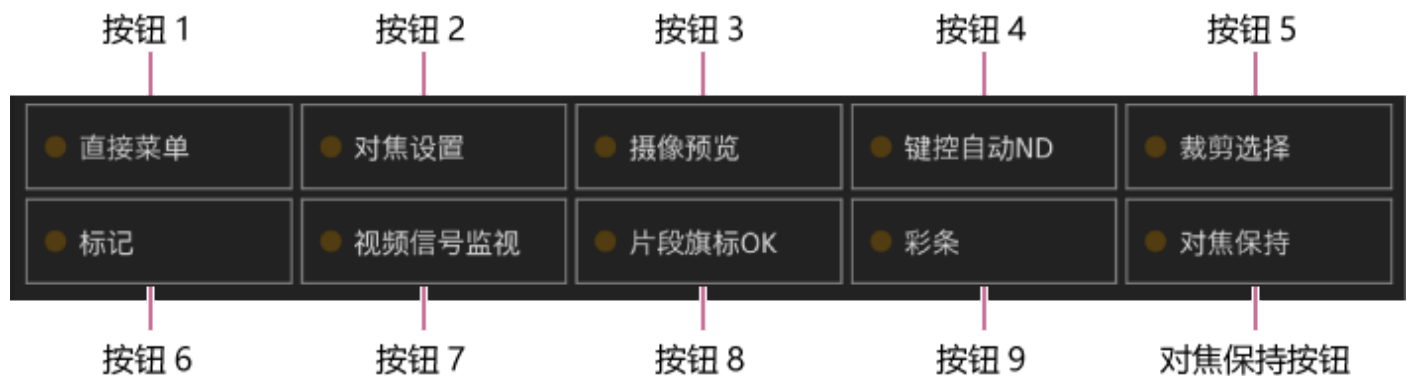 按钮 1
按钮 2
按钮 3
按钮 4
按钮 5
直接菜单
对焦设置
摄像预览
键控自动ND
裁剪选择
标记
视频信号监视
片段旗标OK
彩条
对焦保持
按钮 6
按钮 7
按钮 8
按钮 9
对焦保持按钮